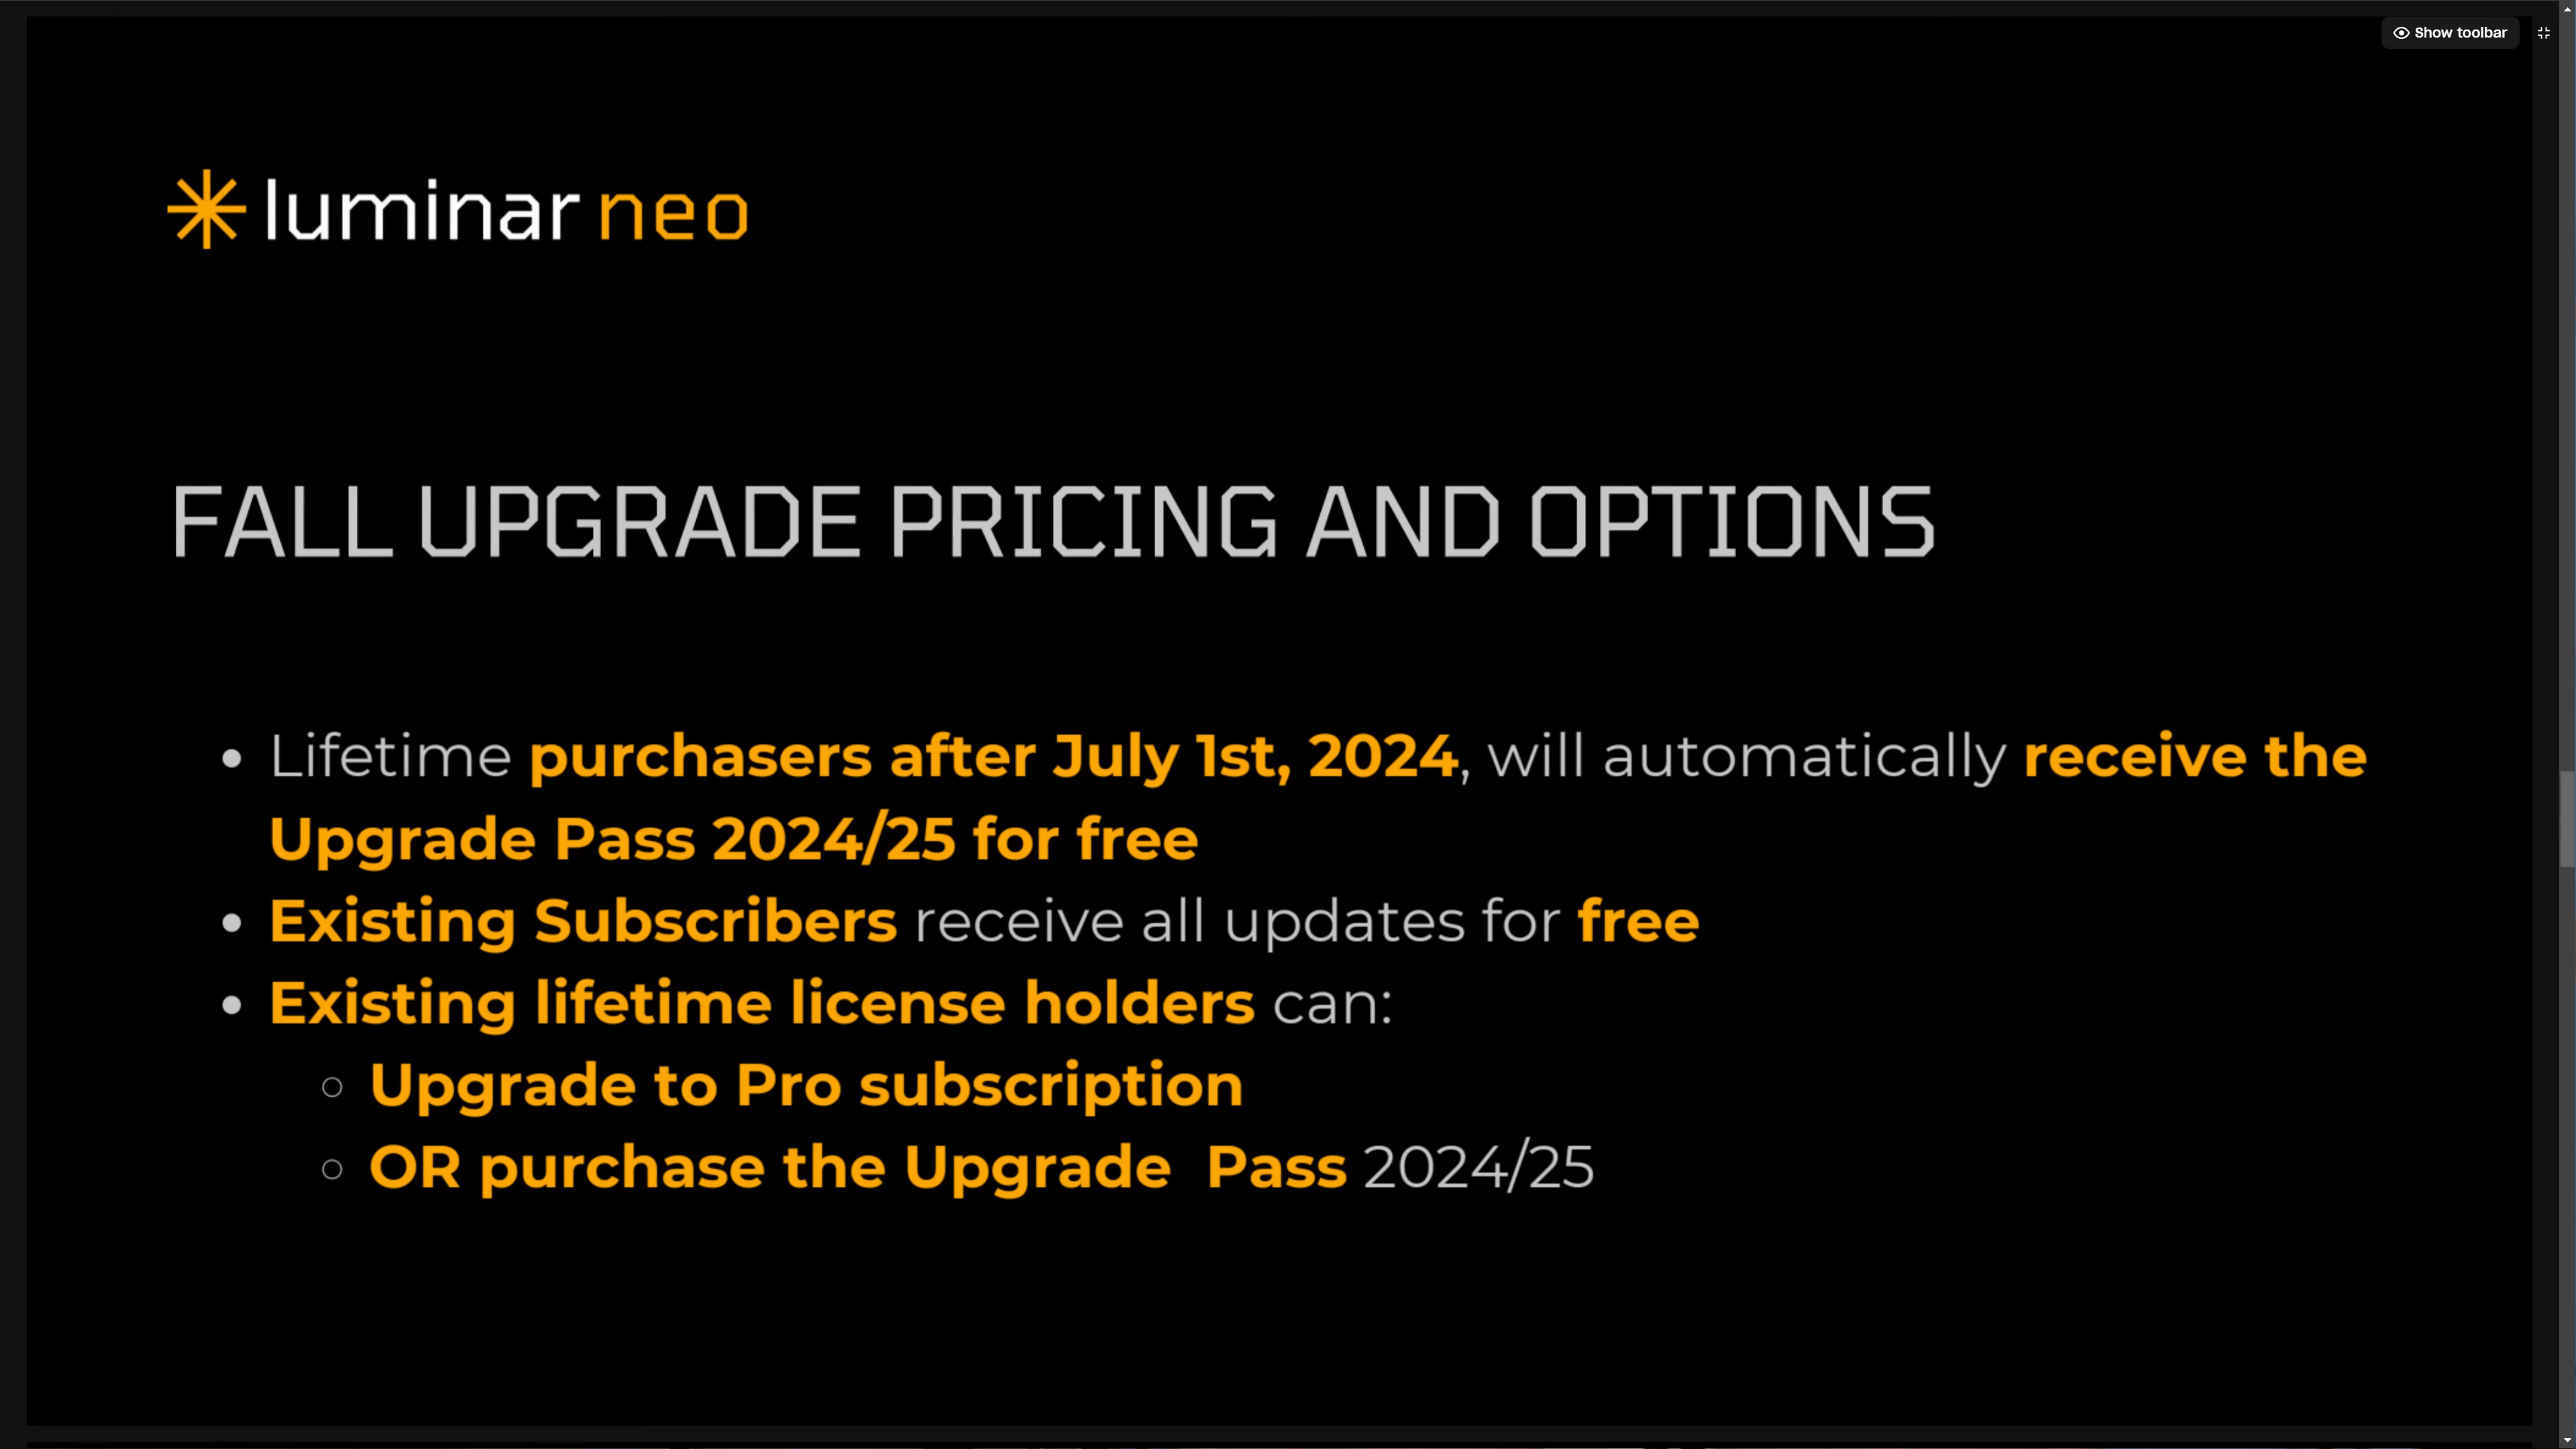 Show toolbar
luminar neo
FALL UPGRADE PRICING AND OPTIONS
• Lifetime purchasers after July 1st, 2024, will automatically receive the
Upgrade Pass 2024/25 for free
• Existing Subscribers receive all updates for free
• Existing lifetime license holders can:
○ Upgrade to Pro subscription
○ OR purchase the Upgrade  Pass 2024/25